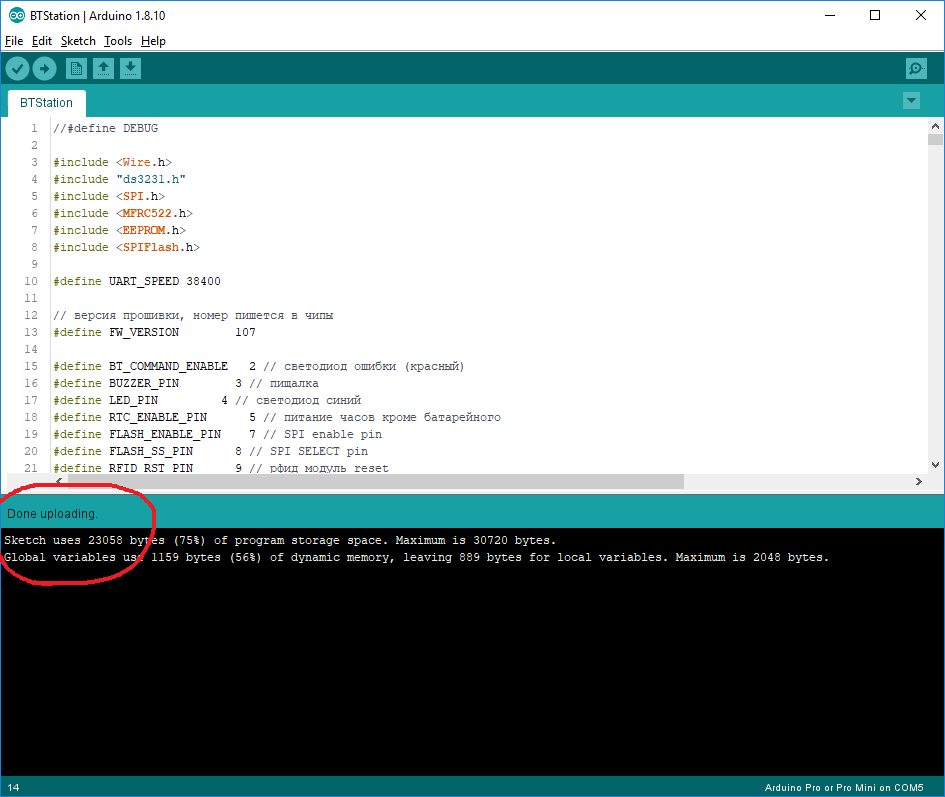 BTStation | Arduino 1.8.10
File Edit Sketch Tools Help
BTStation
1 //#define DEBUG
2
3 #include <Wire.h>
4 #include "ds3231.h"
5 #include <SPI.h>
6 #include <MFRC522.h>
7 #include <EEPROM.h>
8 #include <SPIFlash.h>
9
10 #define UART_SPEED 38400
11
12 // версия прошивки, номер пишется в чипы
13 #define FW_VERSION 107
14
15 #define BT_COMMAND_ENABLE 2 // светодиод ошибки (красный)
16 #define BUZZER_PIN 3 // пищалка
17 #define LED_PIN 4 // светодиод синий
18 #define RTC_ENABLE_PIN 5 // питание часов кроме батарейного
19 #define FLASH_ENABLE_PIN 7 // SPI enable pin
20 #define FLASH_SS_PIN 8 // SPI SELECT pin
21 #define RFID_RST_PIN 9 // рфид модуль reset
Done uploading.
Sketch uses 23058 bytes (75%) of program storage space. Maximum is 30720 bytes.
Global variables use 1159 bytes (56%) of dynamic memory, leaving 889 bytes for local variables. Maximum is 2048 bytes.
14 Arduino Pro or Pro Mini on COM5